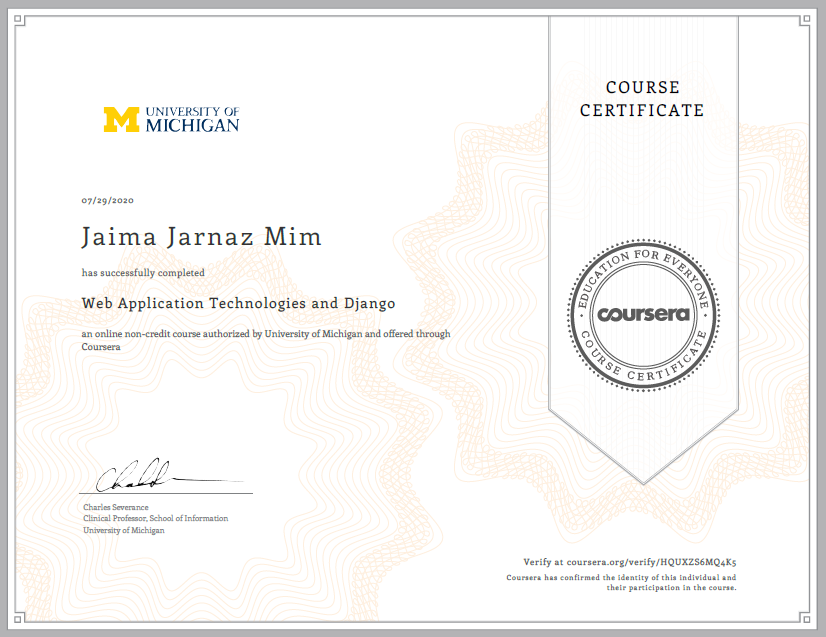 UNIVERSITY OF
MICHIGAN
COURSE
CERTIFICATE
07/29/2020
Jaima Jarnaz Mim
has successfully completed
Web Application Technologies and Django
an online non-credit course authorized by University of Michigan and offered through
Coursera
EDUCATION FOR EVERYONE
coursera
COURSE CERTIFICATE
Charles Severance
Clinical Professor, School of Information
University of Michigan
Verify at coursera.org/verify/HQUXZS6MQ4K5
Coursera has confirmed the identity of this individual and
their participation in the course.